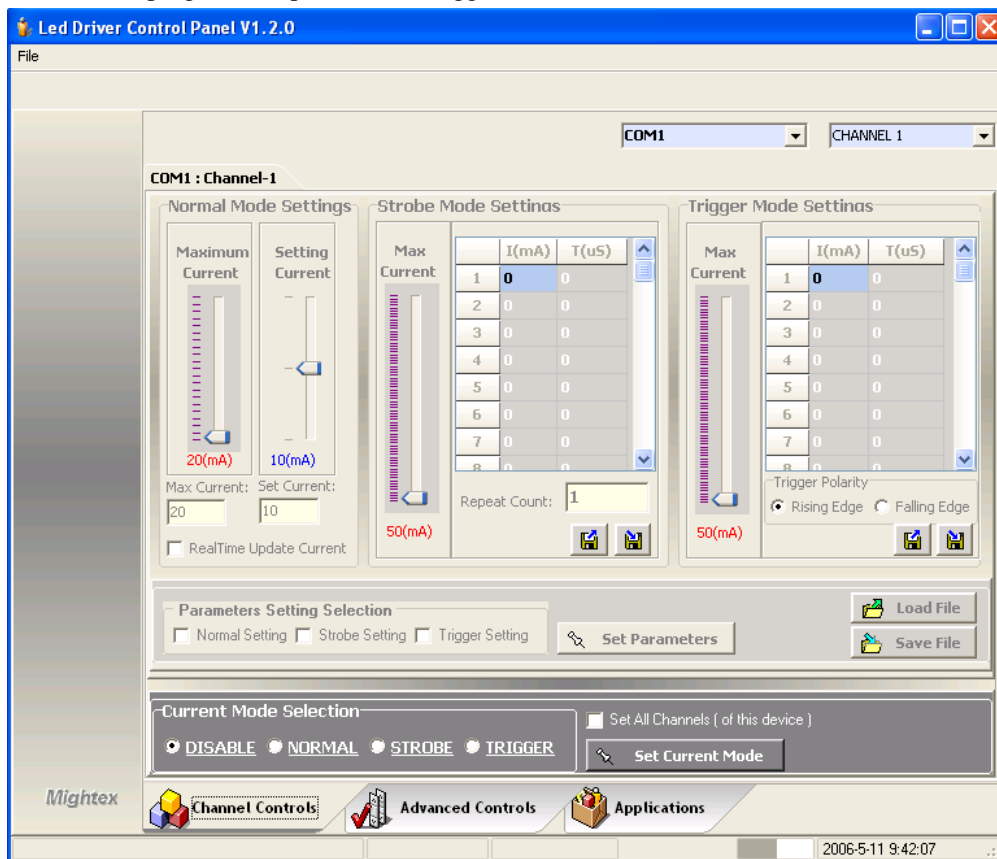 Led Driver Control Panel V1.2.0
File
COM1
CHANNEL 1
COM1 : Channel-1
Normal Mode Settings
Maximum Current
Setting Current
20(mA)
10(mA)
Max Current:
Set Current:
20
10
RealTime Update Current
Strobe Mode Settings
Max Current
I(mA) T(uS)
1 0 0
2 0 0
3 0 0
4 0 0
5 0 0
6 0 0
7 0 0
8 0 0
50(mA)
Repeat Count: 1
Trigger Mode Settings
Max Current
I(mA) T(uS)
1 0 0
2 0 0
3 0 0
4 0 0
5 0 0
6 0 0
7 0 0
8 0 0
50(mA)
Trigger Polarity
Rising Edge Falling Edge
Parameters Setting Selection
Normal Setting Strobe Setting Trigger Setting
Set Parameters
Load File
Save File
Current Mode Selection
DISABLE NORMAL STROBE TRIGGER
Set All Channels ( of this device )
Set Current Mode
Mightex
Channel Controls
Advanced Controls
Applications
2006-5-11 9:42:07